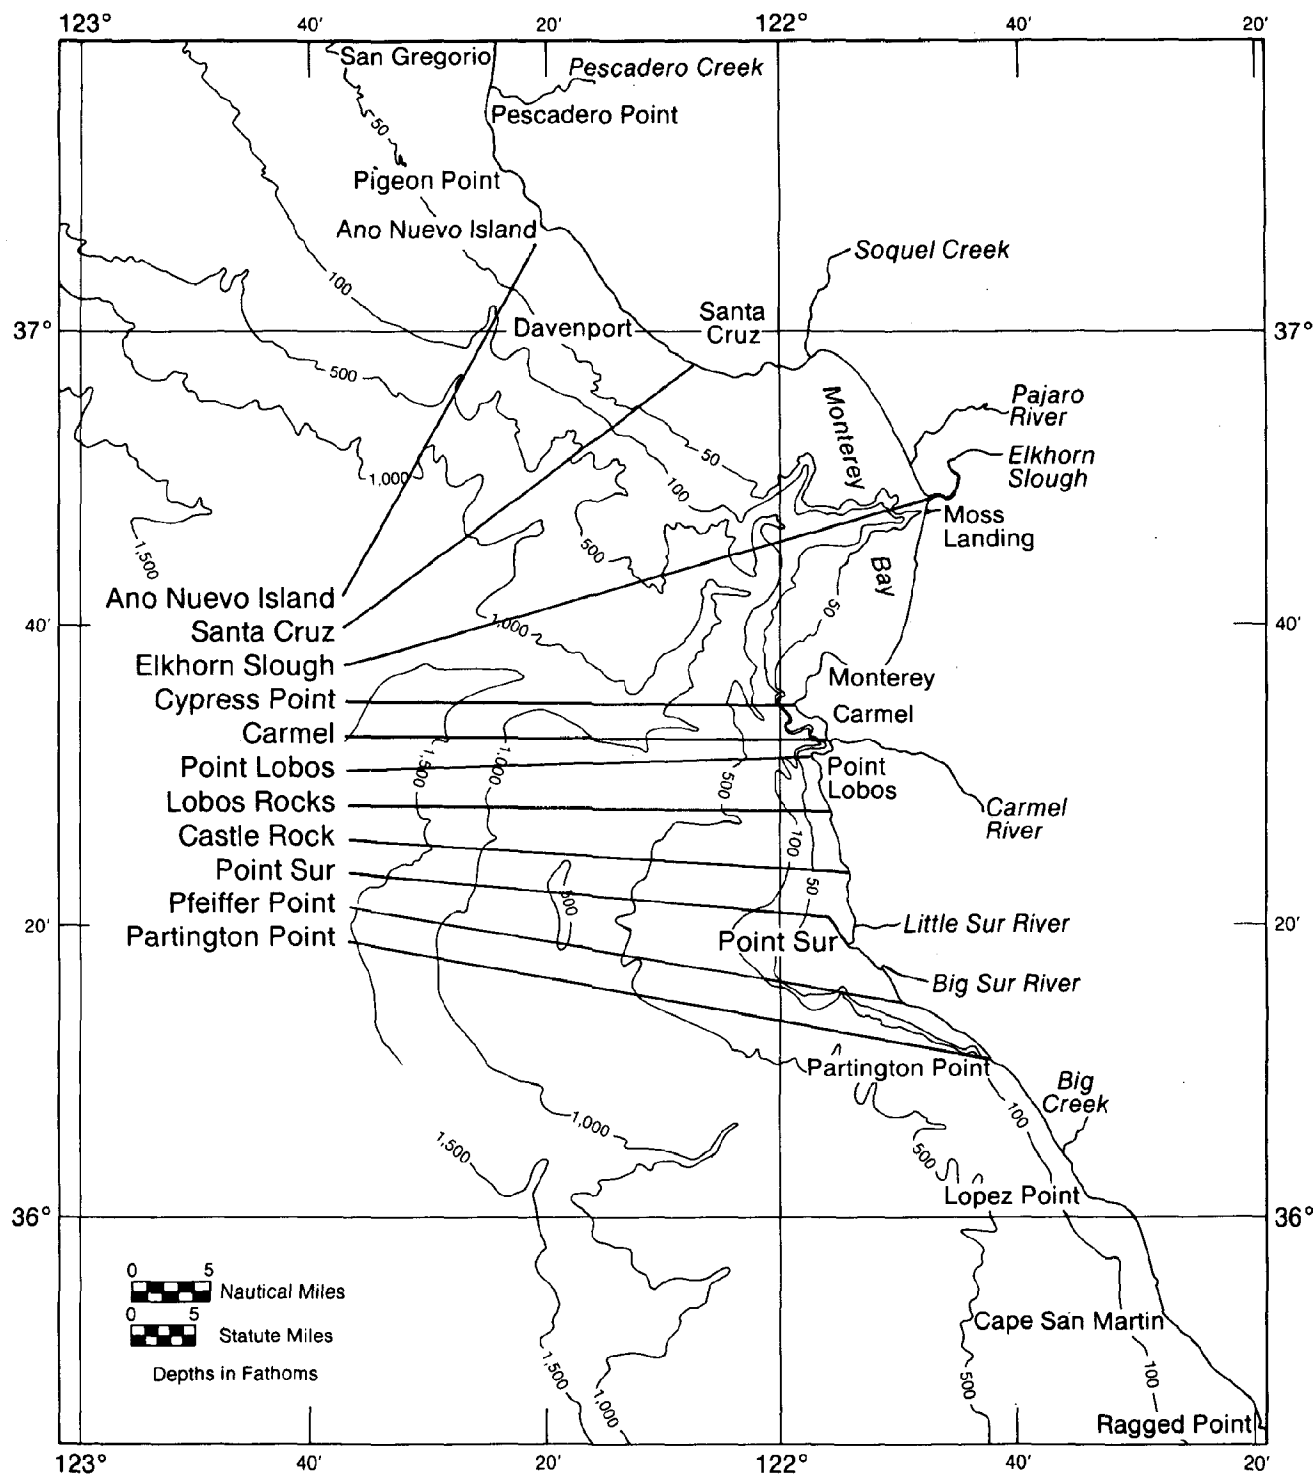 123° 40' 20' 122° 40' 20'
San Gregorio
Pescadero Creek
Pescadero Point
50
Pigeon Point
Ano Nuevo Island
Soquel Creek
100
Santa
Cruz
Davenport
37° 37°
500
Monterey
Bay
Pajaro
River
Elkhorn
Slough
50
100
1,000
Moss
Landing
1,500
500
50
1,000
Ano Nuevo Island
Santa Cruz
40' 40'
Elkhorn Slough
Cypress Point
Carmel
Point Lobos
Lobos Rocks
Castle Rock
Point Sur
Pfeiffer Point
Partington Point
Monterey
Carmel
Point
Lobos
1,500
1,000
500
Carmel
River
100
50
500
20' 20'
Little Sur River
Point Sur
Big Sur River
Partington Point
Big
Creek
100
1,000
1,500
500
Lopez Point
36° 36°
0 5
Nautical Miles
0 5
Statute Miles
Depths in Fathoms
Cape San Martin
1,500
1,000
500
100
Ragged Point
123° 40' 20' 122° 40' 20'